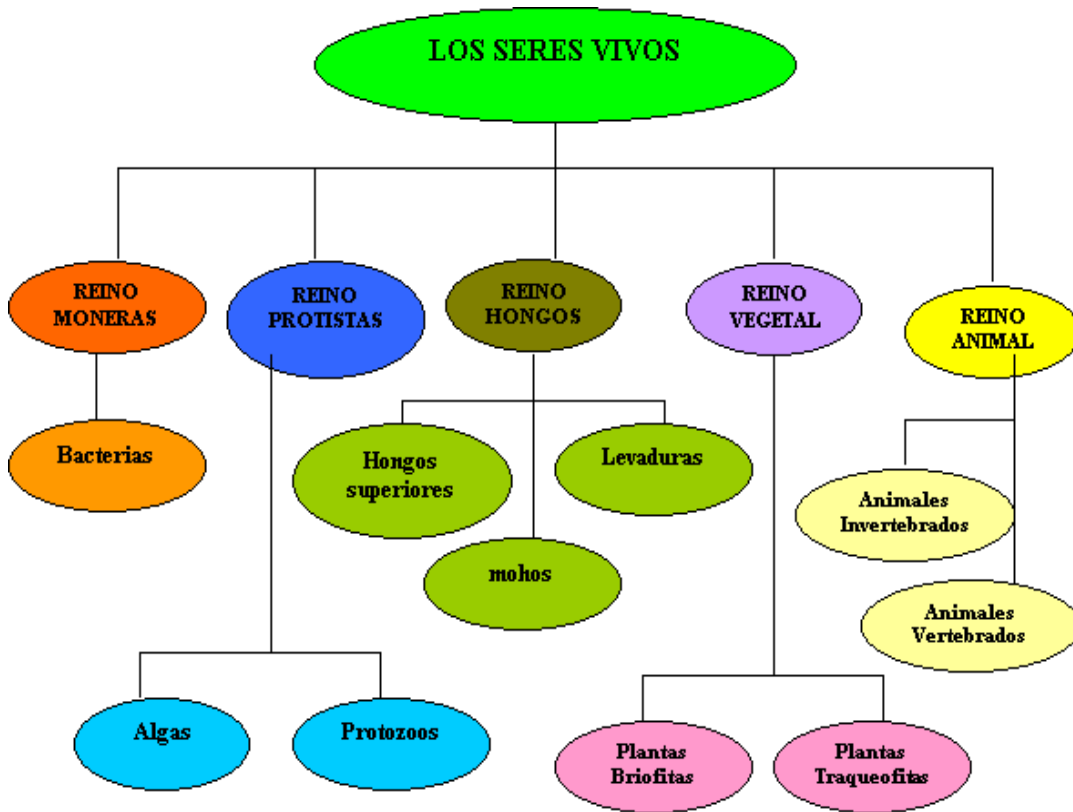 LOS SERES VIVOS
REINO
MONERAS
REINO
PROTISTAS
REINO
HONGOS
REINO
VEGETAL
REINO
ANIMAL
Bacterias
Hongos
superiores
Levaduras
mohos
Animales
Invertebrados
Animales
Vertebrados
Algas
Protozoos
Plantas
Briofitas
Plantas
Traqueofitas